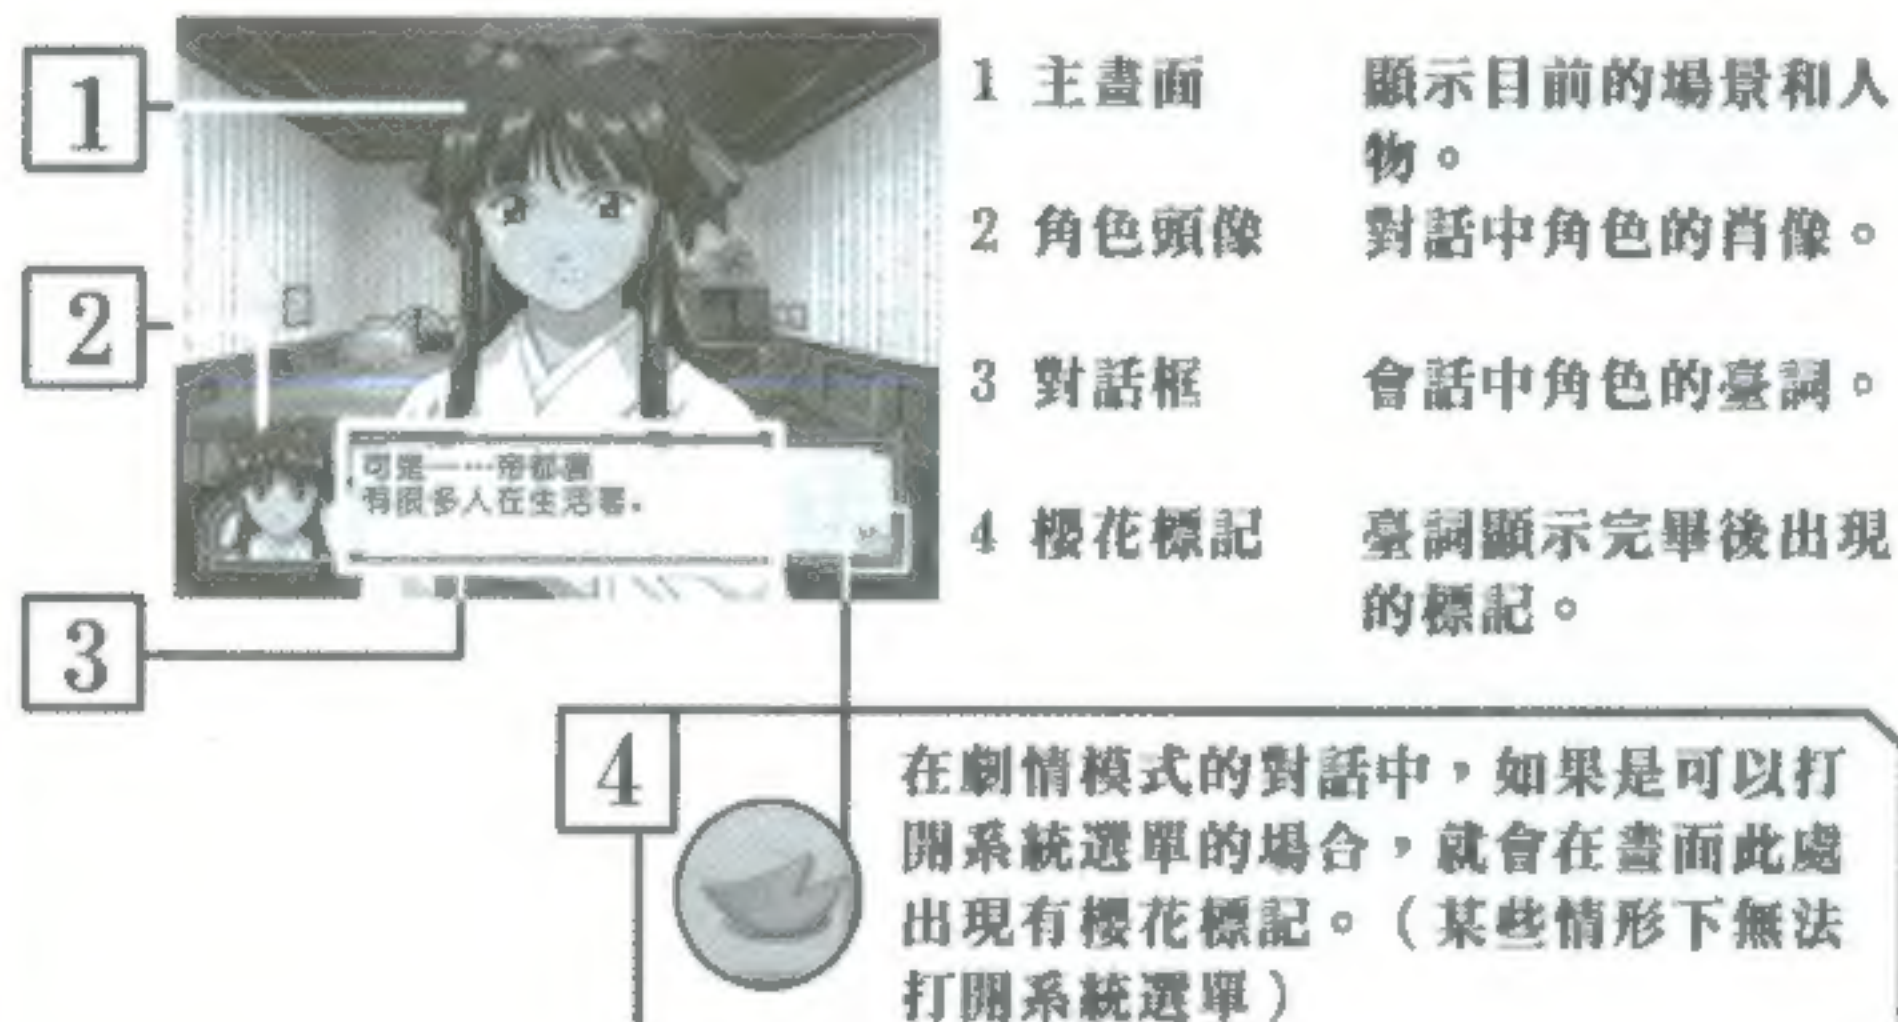 1
2
3
1 主畫面 顯示目前的場景和人
物。
2 角色頭像 對話中角色的肖像。
3 對話框 會話中角色的臺詞。
4 櫻花標記 臺詞顯示完畢後出現
的標記。
可是——…帝都裏
有很多人在生活著。
4
在劇情模式的對話中，如果是可以打
開系統選單的場合，就會在畫面此處
出現有櫻花標記。（某些情形下無法
打開系統選單）